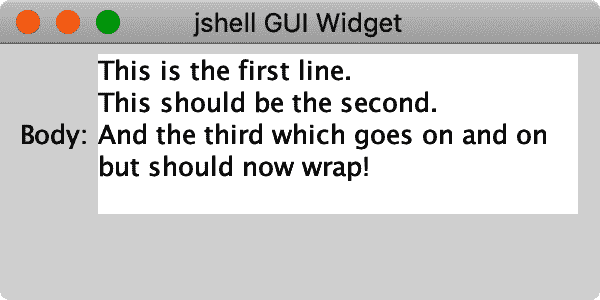 jshell GUI Widget
This is the first line.
This should be the second.
Body: And the third which goes on and on
but should now wrap!